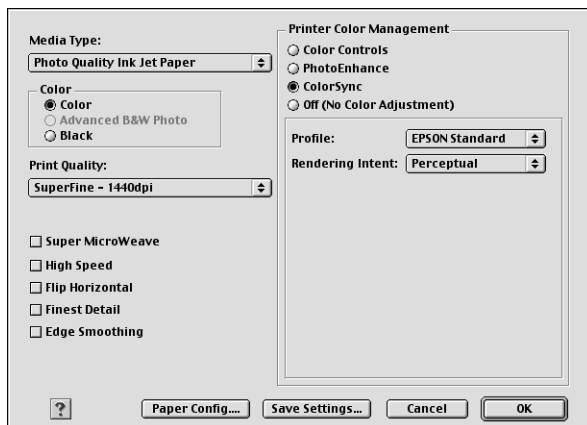 Media Type:
Photo Quality Ink Jet Paper
Color
Color
Advanced B&W Photo
Black
Print Quality:
SuperFine - 1440dpi
Super MicroWeave
High Speed
Flip Horizontal
Finest Detail
Edge Smoothing
Printer Color Management
Color Controls
PhotoEnhance
ColorSync
Off (No Color Adjustment)
Profile: EPSON Standard
Rendering Intent: Perceptual
? Paper Config.... Save Settings... Cancel OK